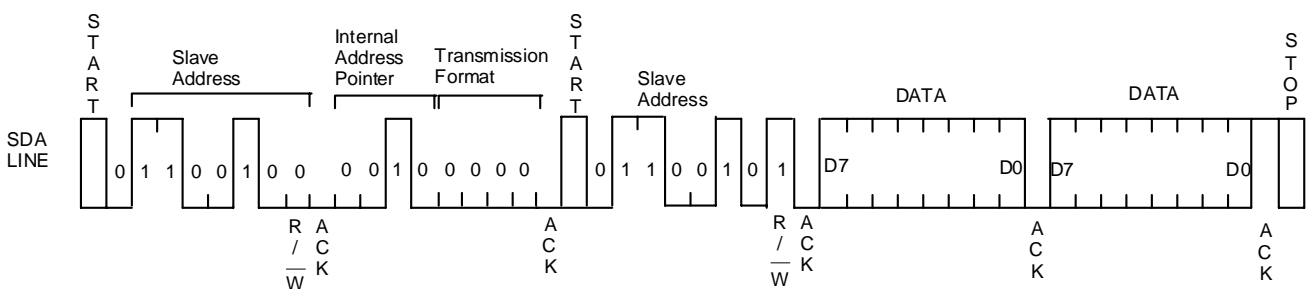 START
Slave
Address
Internal
Address
Pointer
Transmission
Format
START
Slave
Address
DATA
DATA
STOP
SDA
LINE
0 1 1 0 0 1 0 0 0 0 1 0 0 0 0 0 0 1 1 0 0 1 0 1 D7 D0 D7 D0
R/W
ACK
ACK
R/W
ACK
ACK
ACK